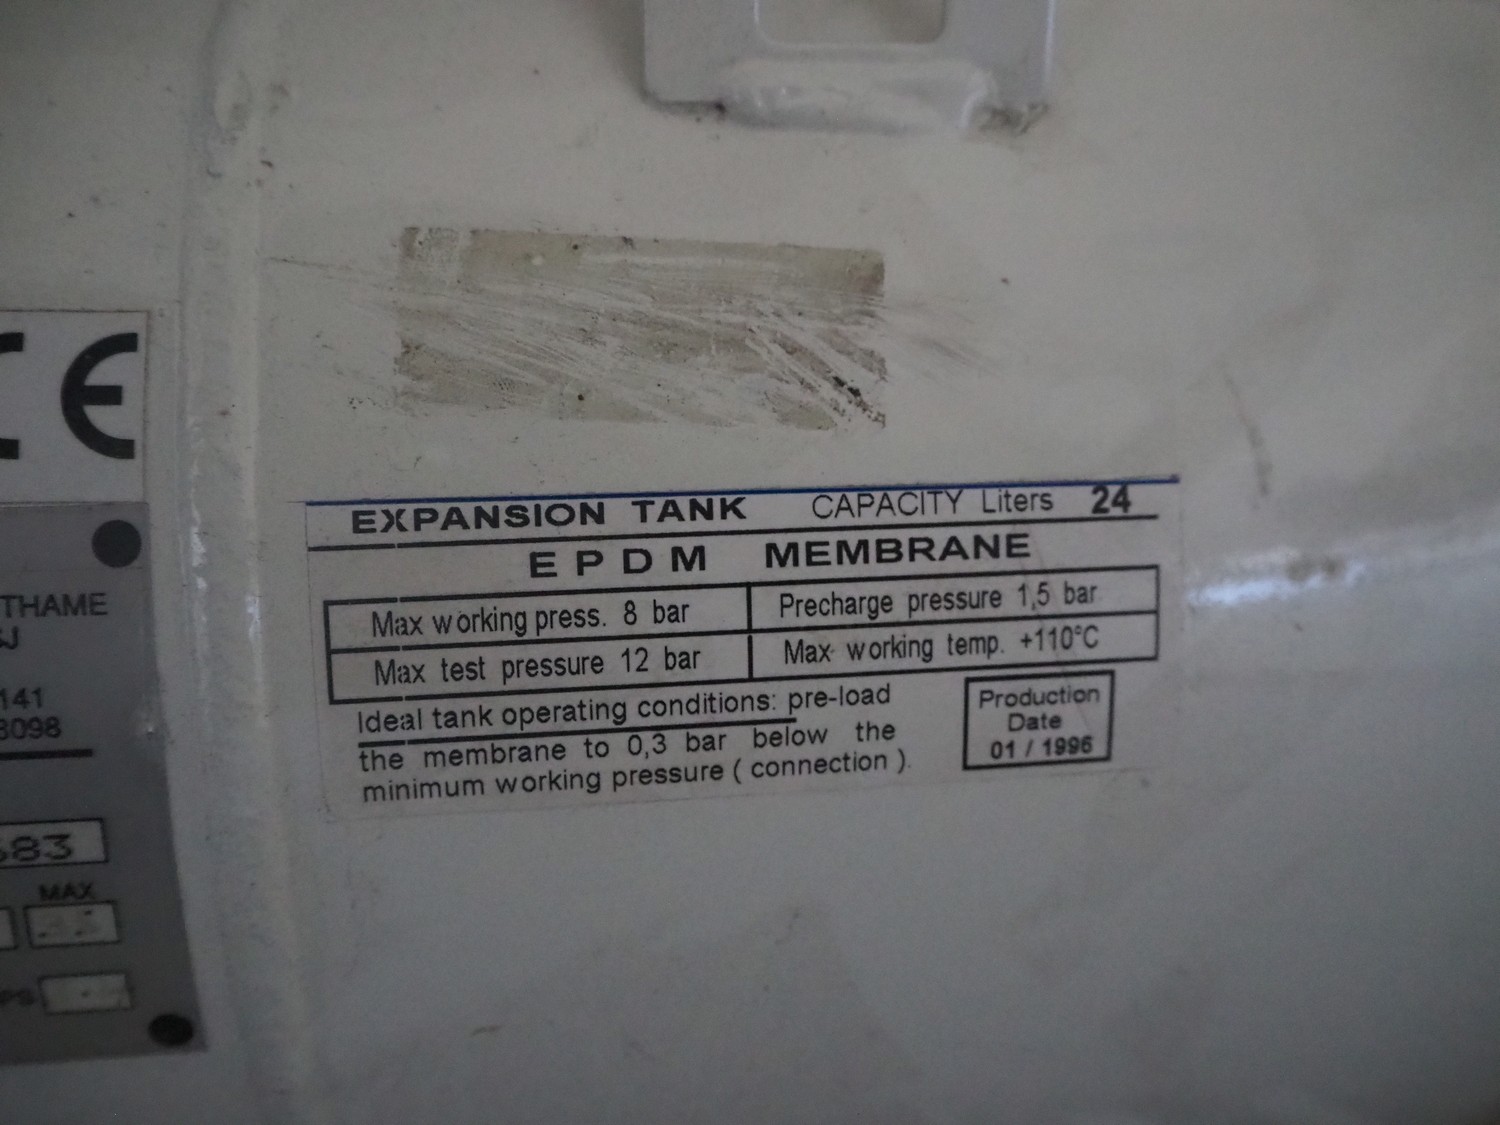 CE
THAME
141
3098
683
MAX
EXPANSION TANK CAPACITY Liters 24
EPDM MEMBRANE
Max working press. 8 bar Precharge pressure 1,5 bar
Max test pressure 12 bar Max working temp. +110°C
Ideal tank operating conditions: pre-load
the membrane to 0,3 bar below the
minimum working pressure ( connection ).
Production
Date
01 / 1996